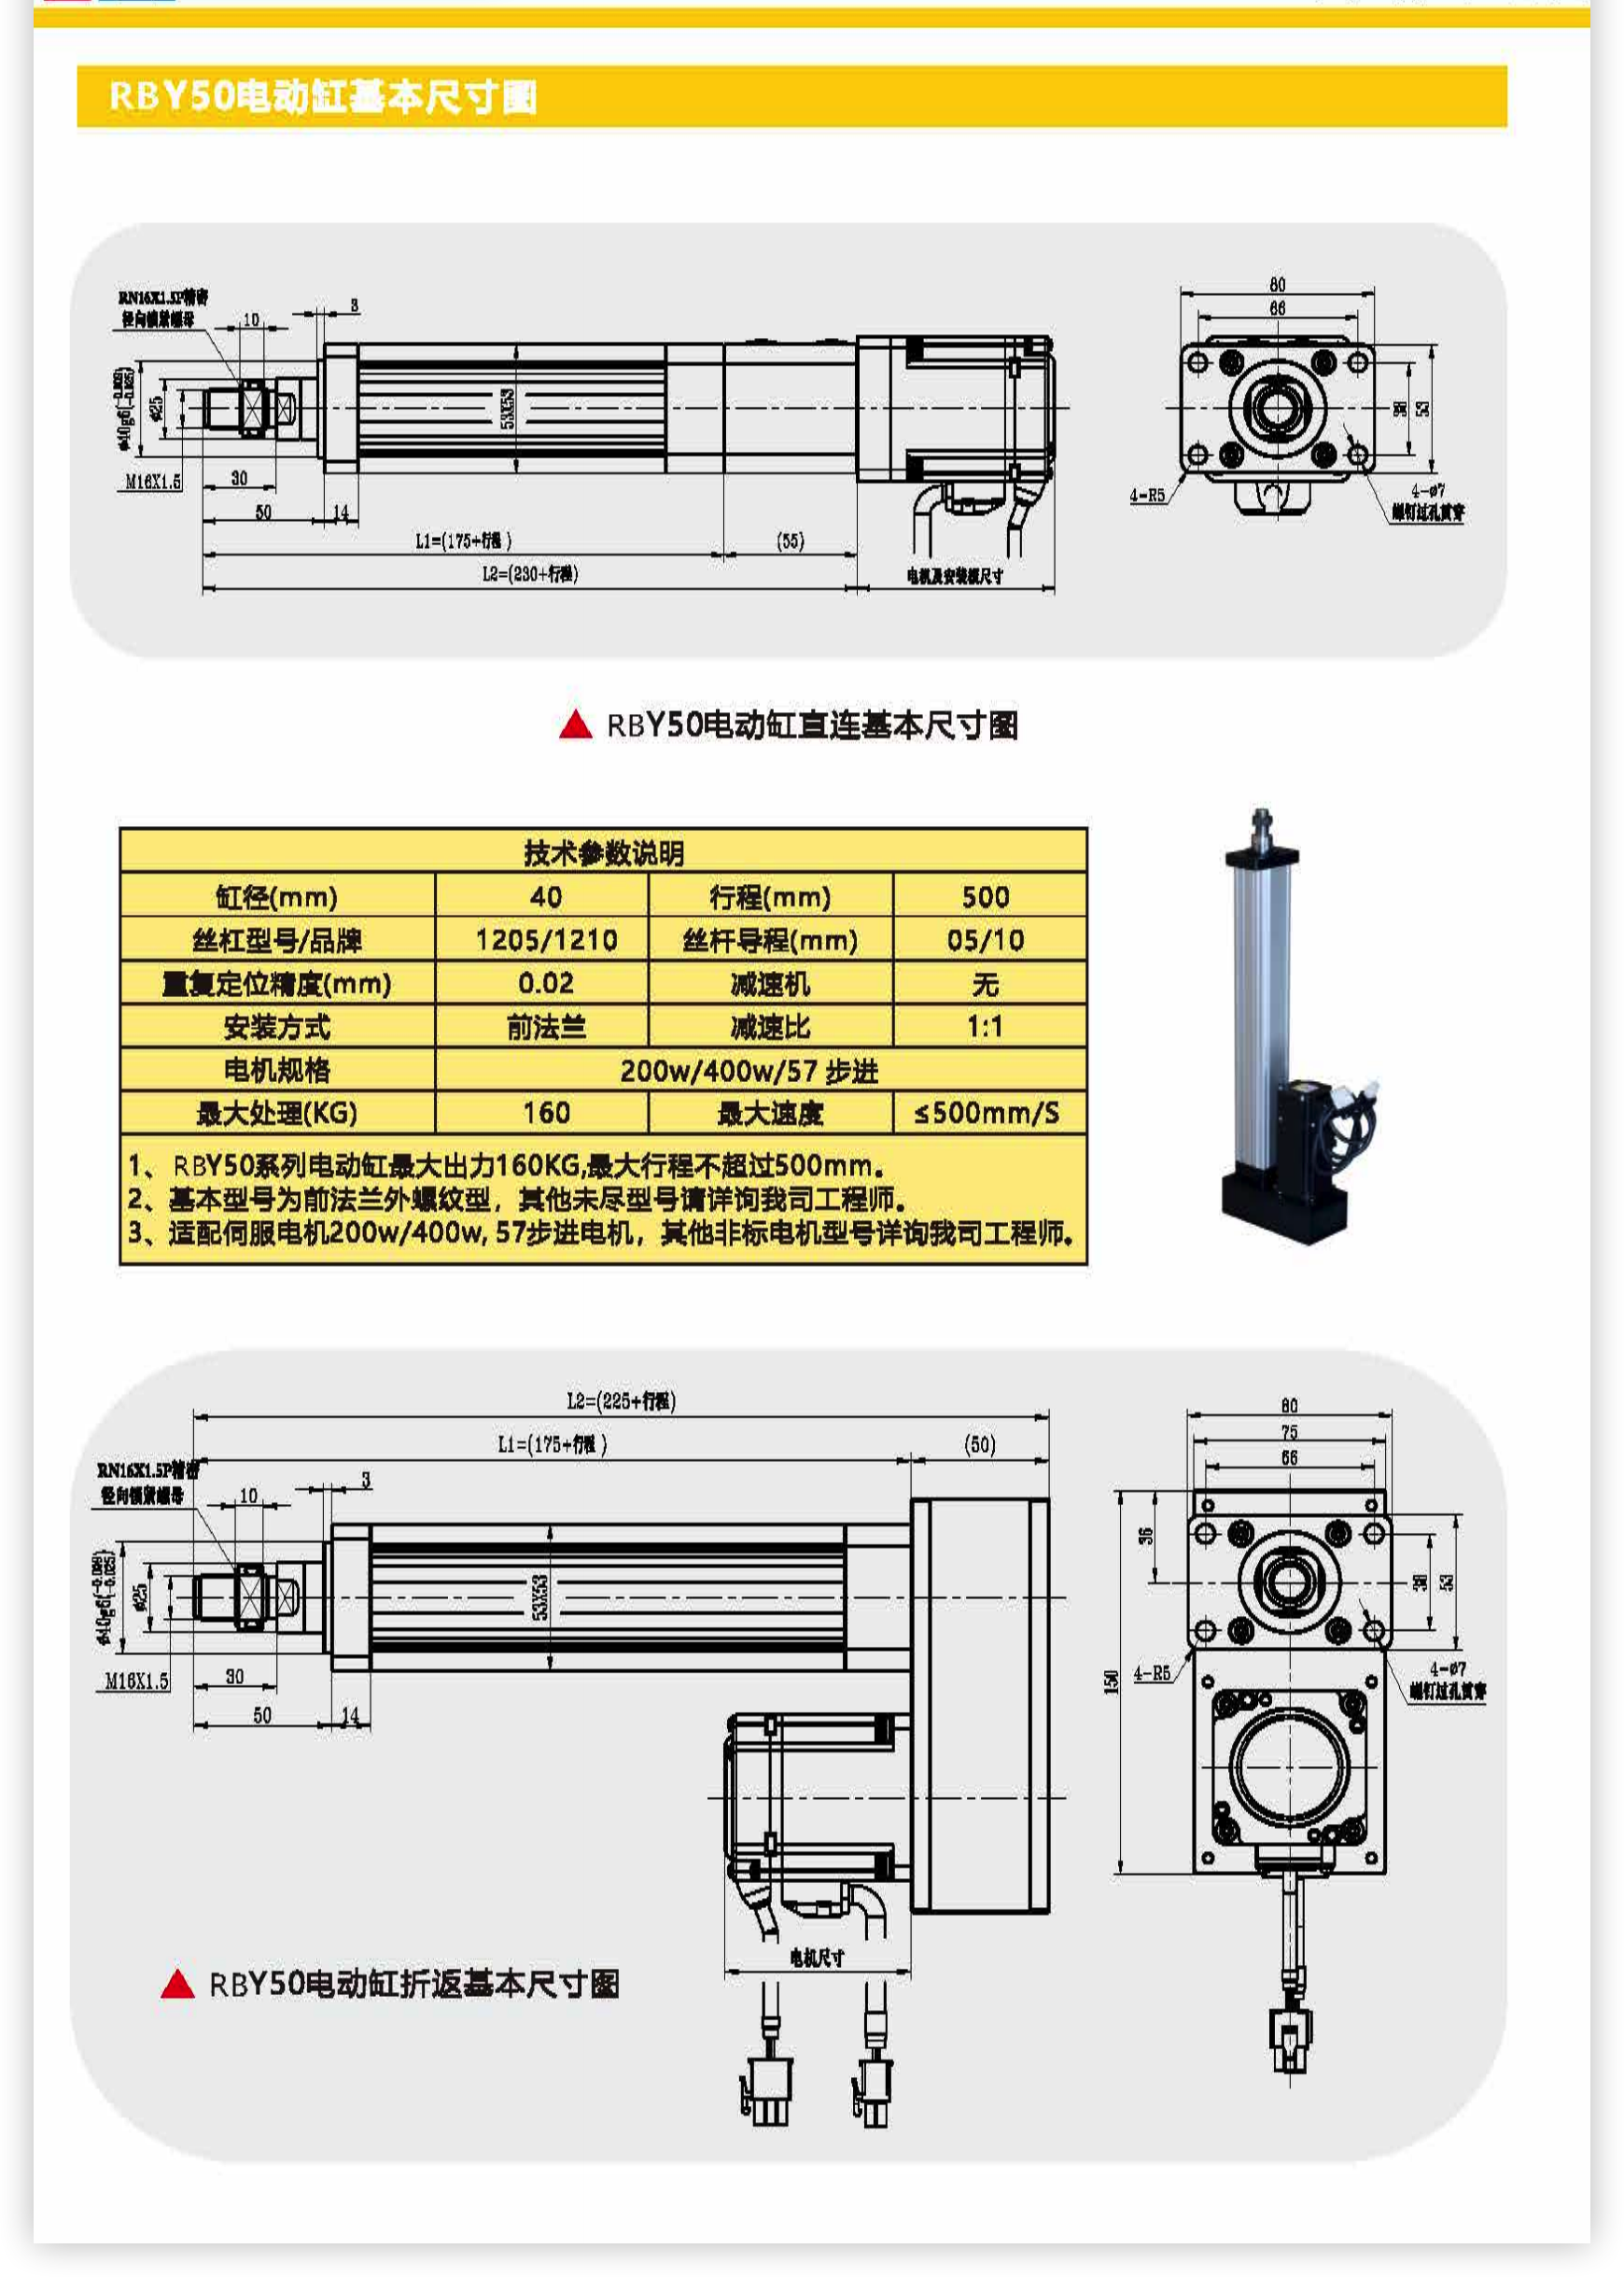 RBY50电动缸基本尺寸图
RN16X1.5P精密
径向锁紧螺母
10
3
ϕ40g6(-0.009 -0.025)
ϕ25
M16X1.5
53X53
30
50
14
L1=(175+行程)
(55)
L2=(230+行程)
电机及安装板尺寸
80
66
38
53
4-R5
4-ø7
螺钉过孔贯穿
RBY50电动缸直连基本尺寸图
技术参数说明
缸径(mm) 40 行程(mm) 500
丝杠型号/品牌 1205/1210 丝杆导程(mm) 05/10
重复定位精度(mm) 0.02 减速机 无
安装方式 前法兰 减速比 1:1
电机规格 200w/400w/57 步进
最大处理(KG) 160 最大速度 ≤500mm/S
1、RBY50系列电动缸最大出力160KG,最大行程不超过500mm。
2、基本型号为前法兰外螺纹型，其他未尽型号请详询我司工程师。
3、适配伺服电机200w/400w, 57步进电机，其他非标电机型号详询我司工程师。
L2=(225+行程)
L1=(175+行程)
(50)
RN16X1.5P精密
径向锁紧螺母
10
3
ϕ40g6(-0.009 -0.025)
ϕ25
M16X1.5
53X53
30
50
14
电机尺寸
80
75
66
36
38
53
150
4-R5
4-ø7
螺钉过孔贯穿
RBY50电动缸折返基本尺寸图